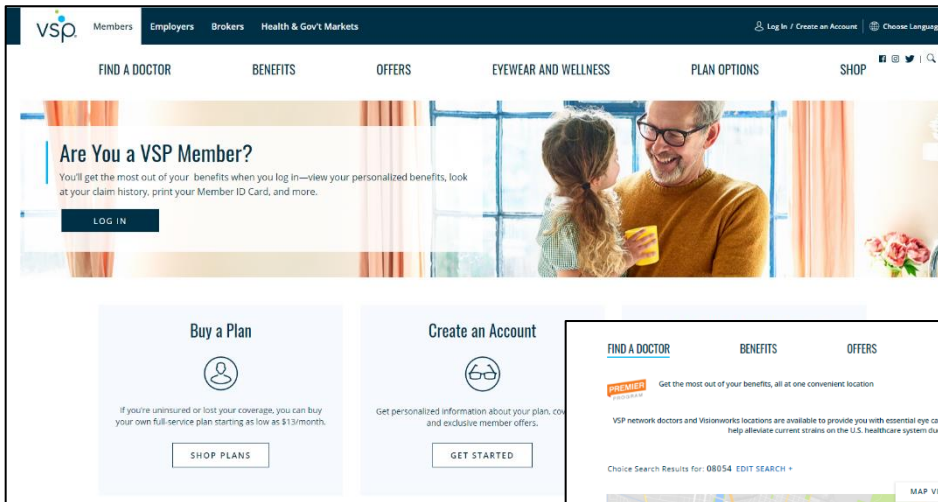 vsp.
Members Employers Brokers Health & Gov't Markets
Log In / Create an Account
Choose Languag
FIND A DOCTOR BENEFITS OFFERS EYEWEAR AND WELLNESS PLAN OPTIONS SHOP
Are You a VSP Member?
You'll get the most out of your benefits when you log in—view your personalized benefits, look
at your claim history, print your Member ID Card, and more.
LOG IN
Buy a Plan
If you're uninsured or lost your coverage, you can buy
your own full-service plan starting as low as $13/month.
SHOP PLANS
Create an Account
Get personalized information about your plan, cov
and exclusive member offers.
GET STARTED
FIND A DOCTOR BENEFITS OFFERS
PREMIER
PROGRAM
Get the most out of your benefits, all at one convenient location
VSP network doctors and Visionworks locations are available to provide you with essential eye ca
help alleviate current strains on the U.S. healthcare system du
Choice Search Results for: 08054 EDIT SEARCH +
MAP VI